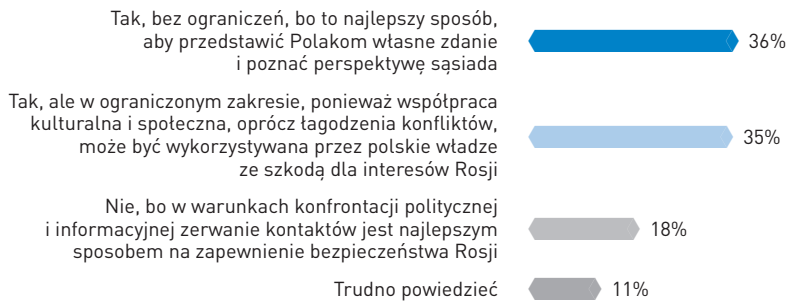 Tak, bez ograniczeń, bo to najlepszy sposób,
aby przedstawić Polakom własne zdanie
i poznać perspektywę sąsiada
36%
Tak, ale w ograniczonym zakresie, ponieważ współpraca
kulturalna i społeczna, oprócz łagodzenia konfliktów,
może być wykorzystywana przez polskie władze
ze szkodą dla interesów Rosji
35%
Nie, bo w warunkach konfrontacji politycznej
i informacyjnej zerwanie kontaktów jest najlepszym
sposobem na zapewnienie bezpieczeństwa Rosji
18%
Trudno powiedzieć
11%